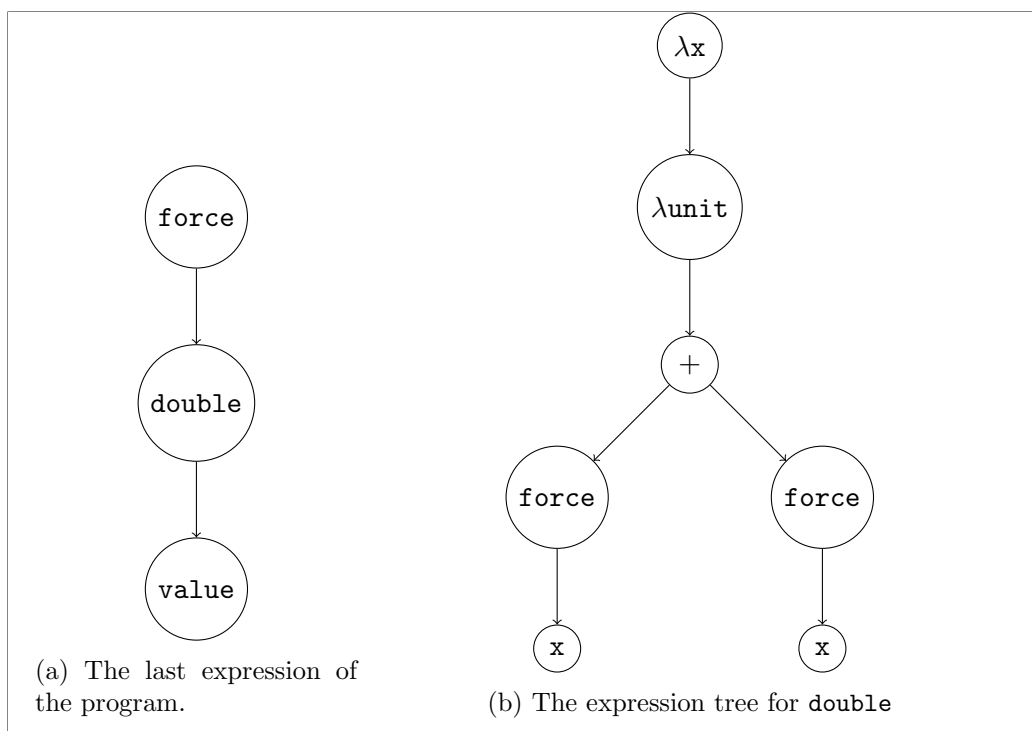 force
double
value
(a) The last expression of
the program.
λx
λunit
+
force force
x x
(b) The expression tree for double